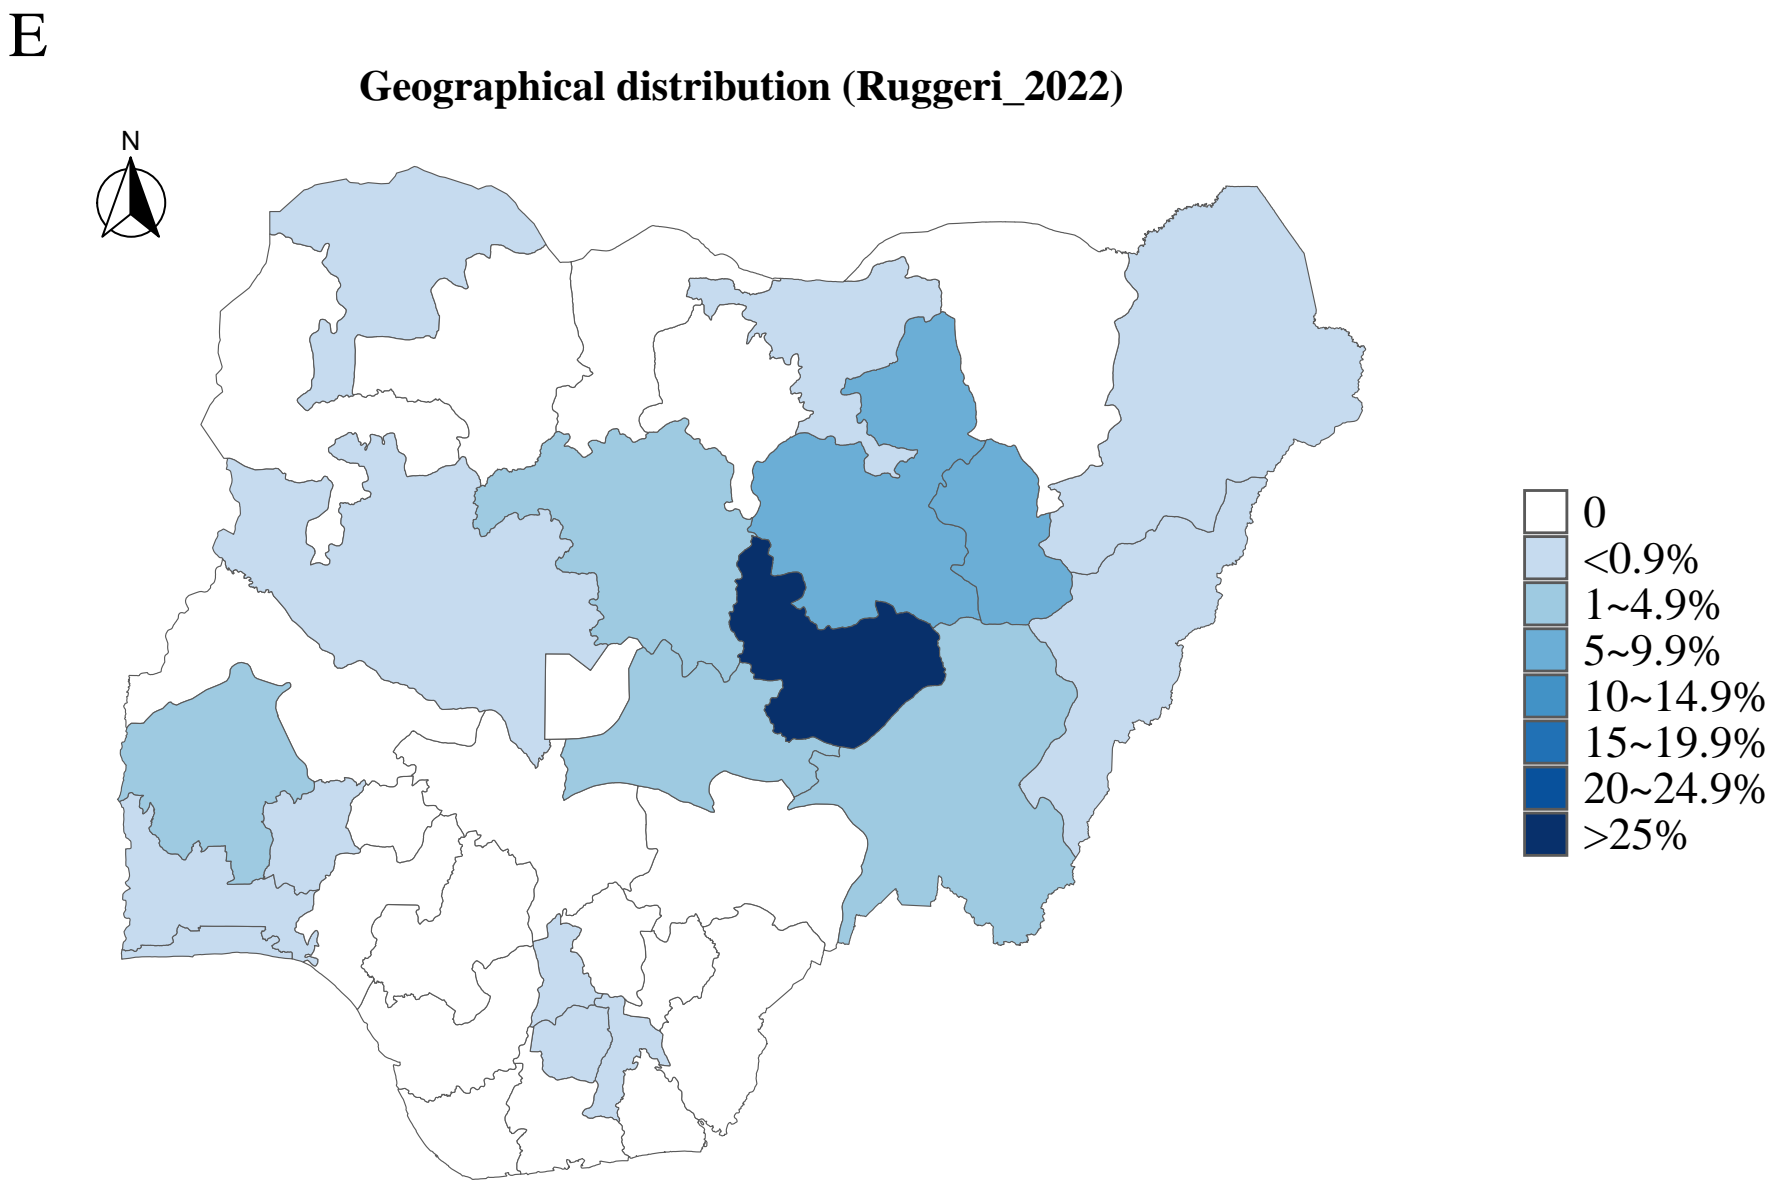 E
Geographical distribution (Ruggeri_2022)
N
0
<0.9%
1~4.9%
5~9.9%
10~14.9%
15~19.9%
20~24.9%
>25%